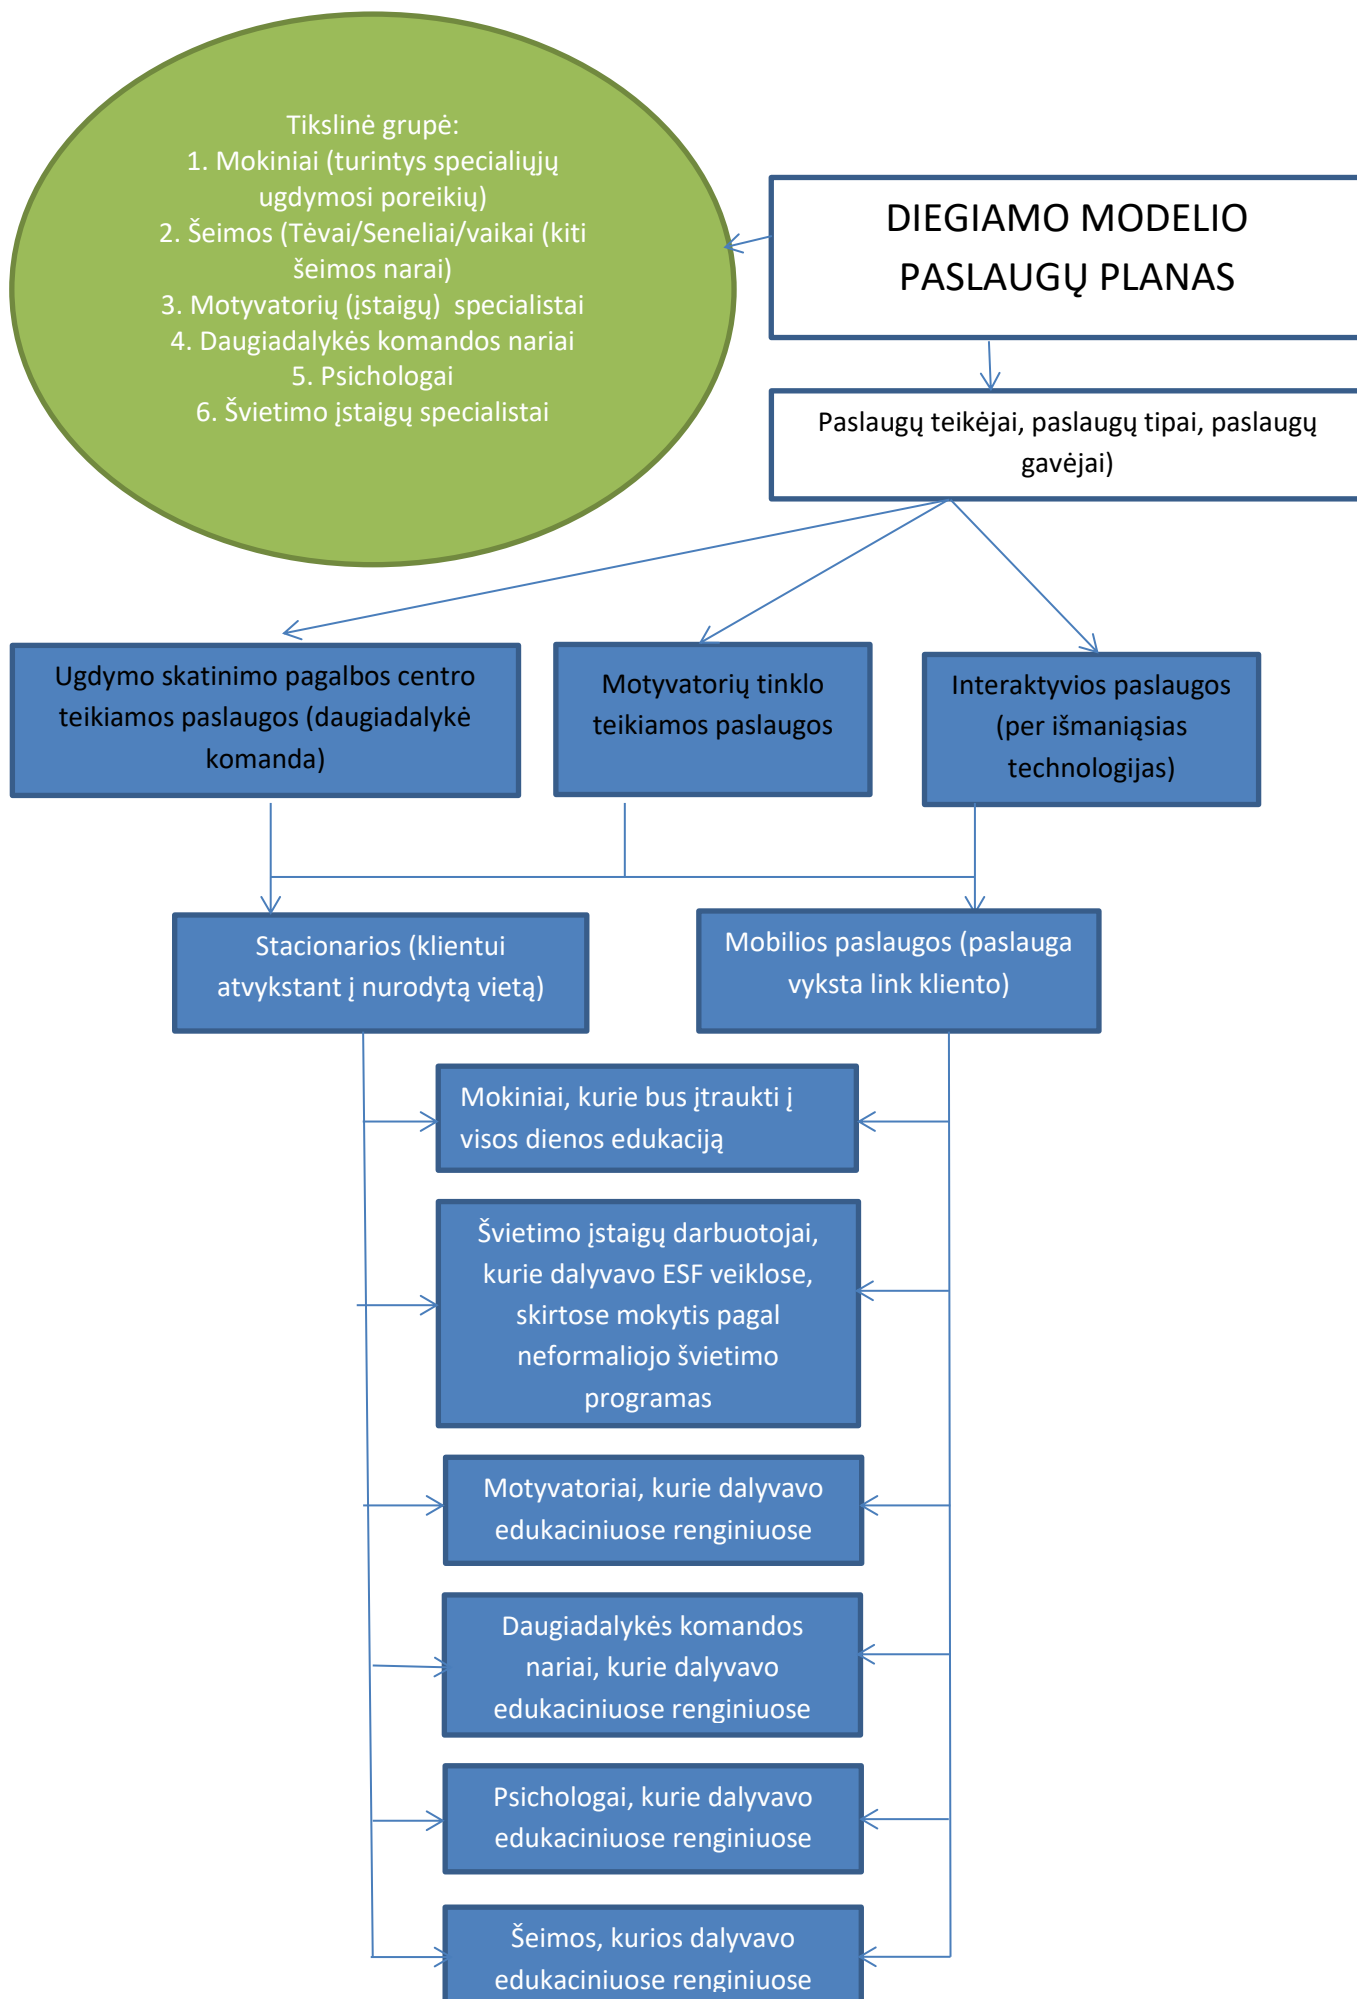 Tikslinė grupė:
1. Mokiniai (turintys specialiųjų
ugdymosi poreikių)
2. Šeimos (Tėvai/Seneliai/vaikai (kiti
šeimos narai)
3. Motyvatorių (įstaigų)  specialistai
4. Daugiadalykės komandos nariai
5. Psichologai
6. Švietimo įstaigų specialistai
DIEGIAMO MODELIO
PASLAUGŲ PLANAS
Paslaugų teikėjai, paslaugų tipai, paslaugų
gavėjai)
Ugdymo skatinimo pagalbos centro
teikiamos paslaugos (daugiadalykė
komanda)
Motyvatorių tinklo
teikiamos paslaugos
Interaktyvios paslaugos
(per išmaniąsias
technologijas)
Stacionarios (klientui
atvykstant į nurodytą vietą)
Mobilios paslaugos (paslauga
vyksta link kliento)
Mokiniai, kurie bus įtraukti į
visos dienos edukaciją
Švietimo įstaigų darbuotojai,
kurie dalyvavo ESF veiklose,
skirtose mokytis pagal
neformaliojo švietimo
programas
Motyvatoriai, kurie dalyvavo
edukaciniuose renginiuose
Daugiadalykės komandos
nariai, kurie dalyvavo
edukaciniuose renginiuose
Psichologai, kurie dalyvavo
edukaciniuose renginiuose
Šeimos, kurios dalyvavo
edukaciniuose renginiuose